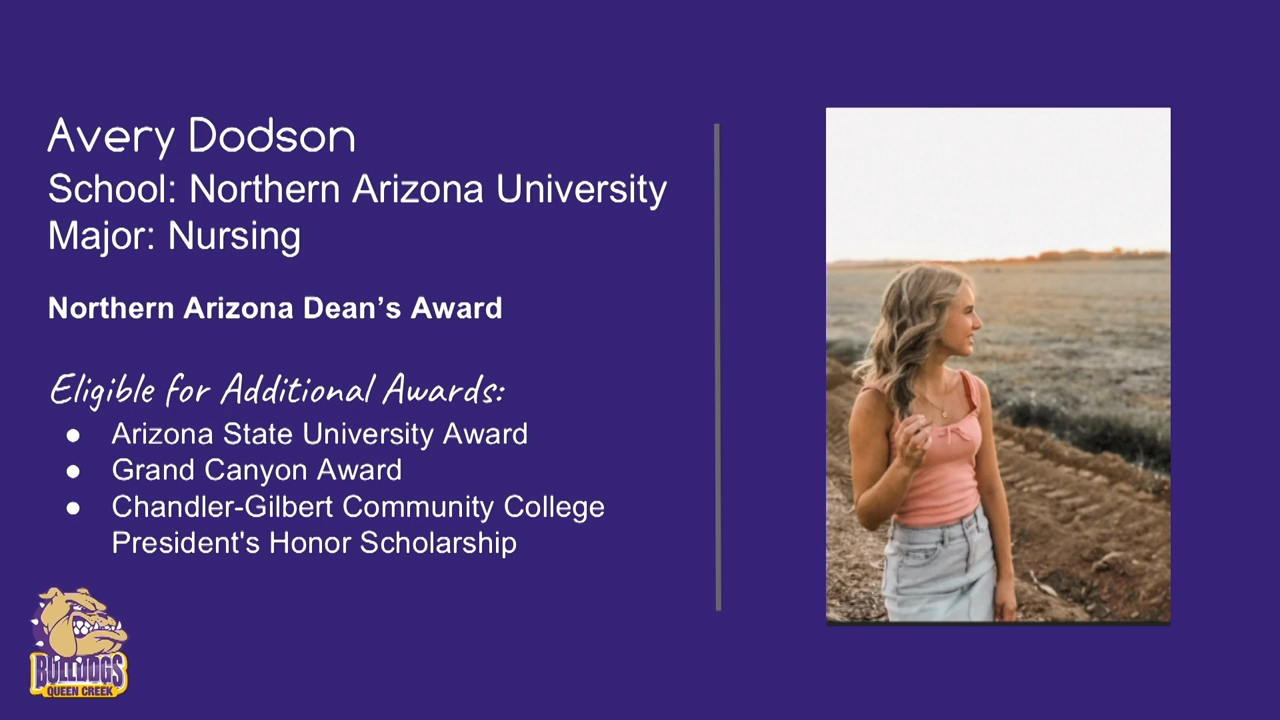 Avery Dodson
School: Northern Arizona University
Major: Nursing
Northern Arizona Dean’s Award
Eligible for Additional Awards:
● Arizona State University Award
● Grand Canyon Award
● Chandler-Gilbert Community College
President's Honor Scholarship
BULLDOGS
QUEEN CREEK